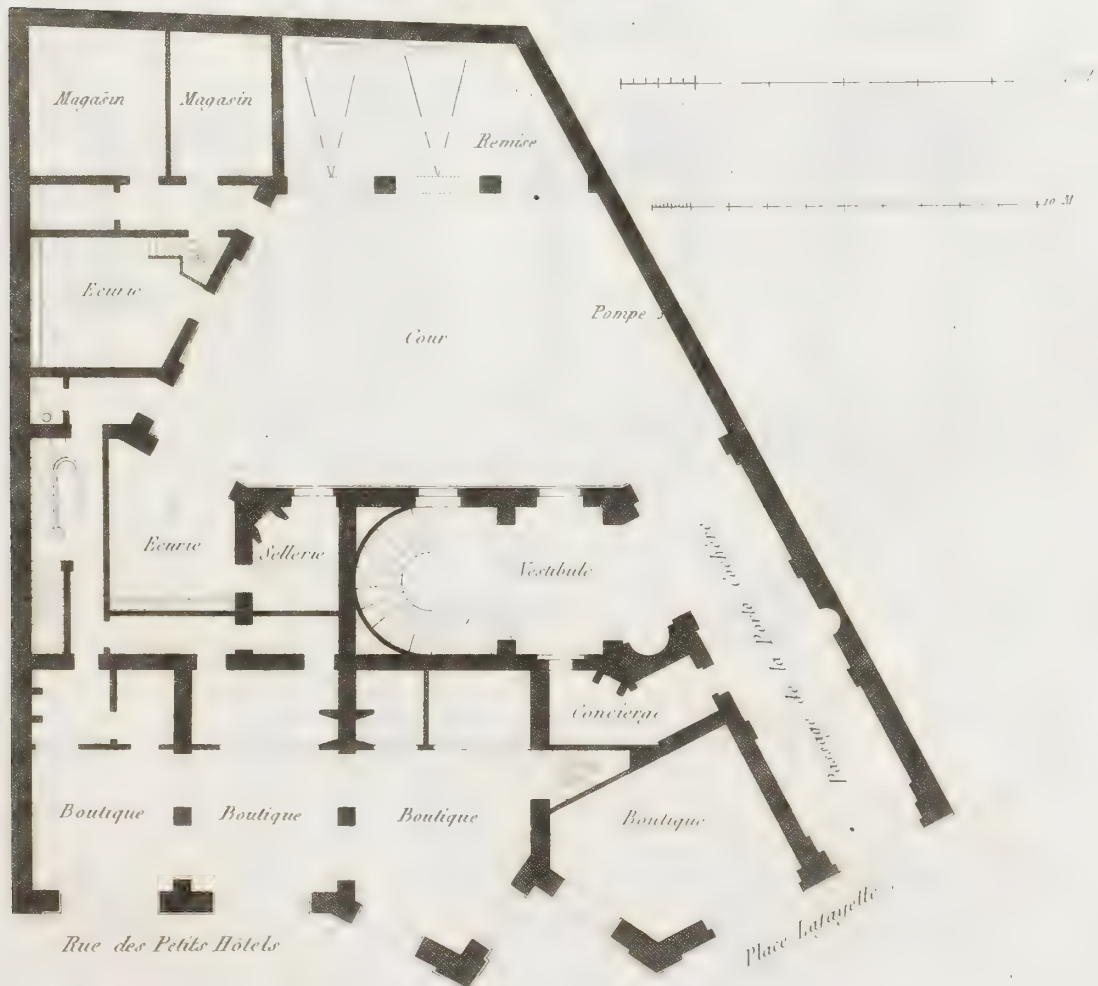 Magasin
Magasin
Remise
10 M
Ecurie
Pompe
Cour
Ecurie
Sellerie
Vestibule
Passage de la Porte cochère
Concierge
Boutique
Boutique
Boutique
Boutique
Rue des Petits Hôtels
Place Lafayette